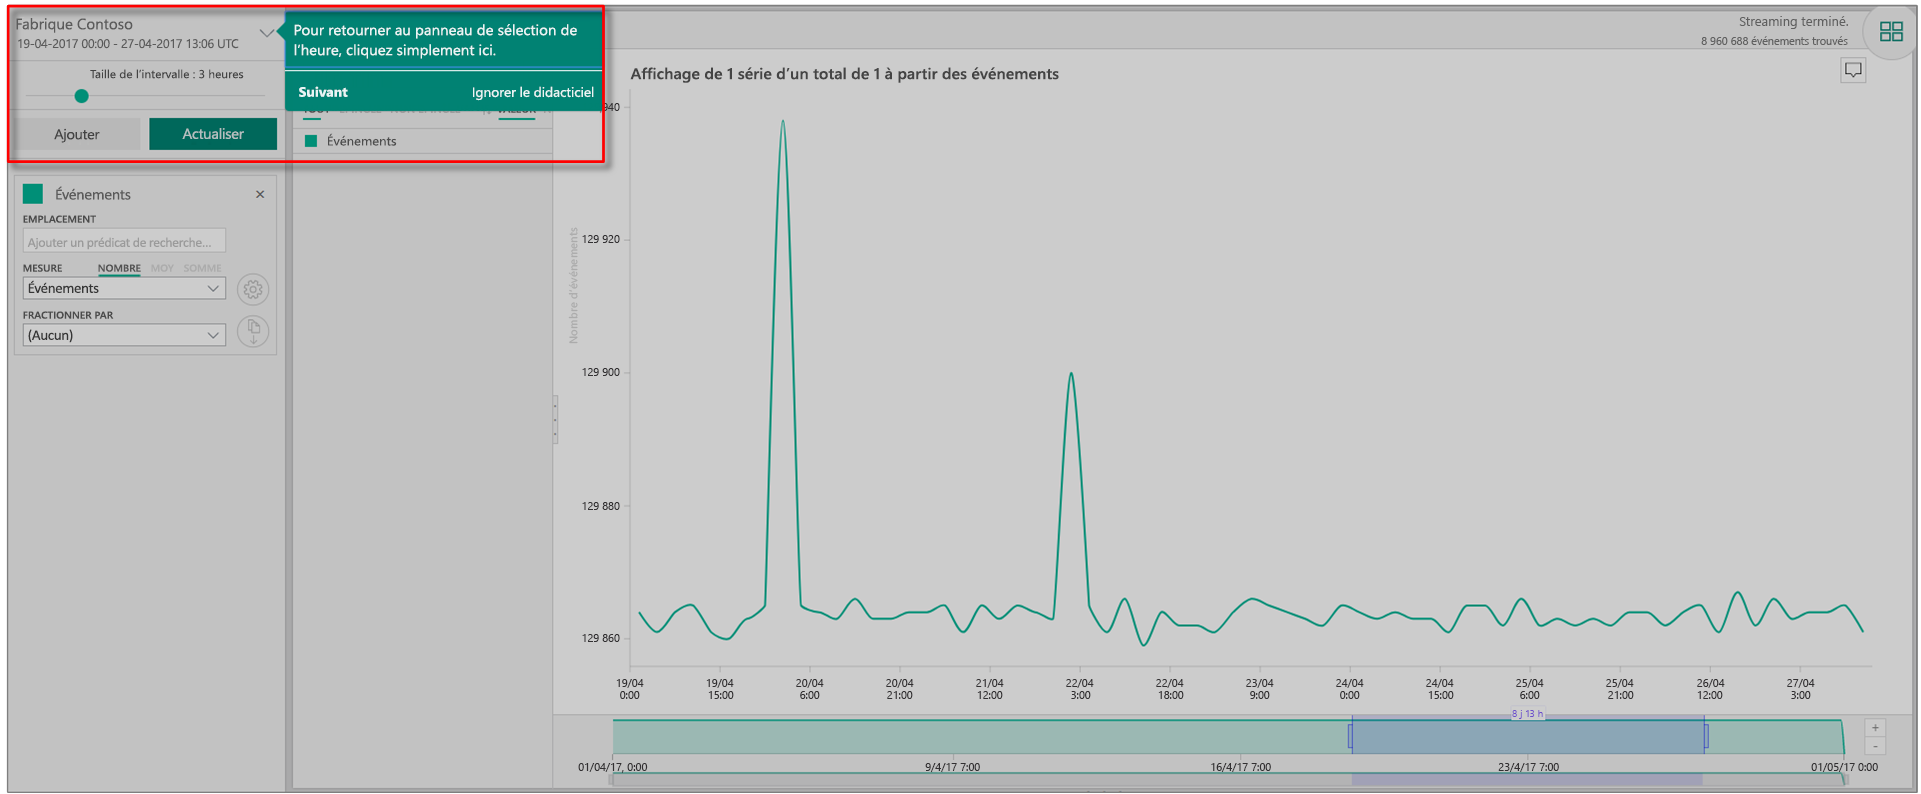 Fabrique Contoso
19-04-2017 00:00 - 27-04-2017 13:06 UTC
Taille de l'intervalle : 3 heures
Ajouter
Actualiser
Pour retourner au panneau de sélection de
l'heure, cliquez simplement ici.
Suivant
Ignorer le didacticiel
Événements
Événements
×
EMPLACEMENT
Ajouter un prédicat de recherche...
MESURE
NOMBRE
MOY
SOMME
Événements
FRACTIONNER PAR
(Aucun)
Streaming terminé.
8 960 688 événements trouvés
Affichage de 1 série d'un total de 1 à partir des événements
Nombre d'événements
940
129 920
129 900
129 880
129 860
19/04 19/04 20/04 20/04 21/04 22/04 22/04 23/04 24/04 24/04 25/04 25/04 26/04 27/04
0:00 15:00 6:00 21:00 12:00 3:00 18:00 9:00 0:00 15:00 6:00 21:00 12:00 3:00
8 j 13 h
+
-
01/04/17, 0:00 9/4/17 7:00 16/4/17 7:00 23/4/17 7:00 01/05/17 0:00